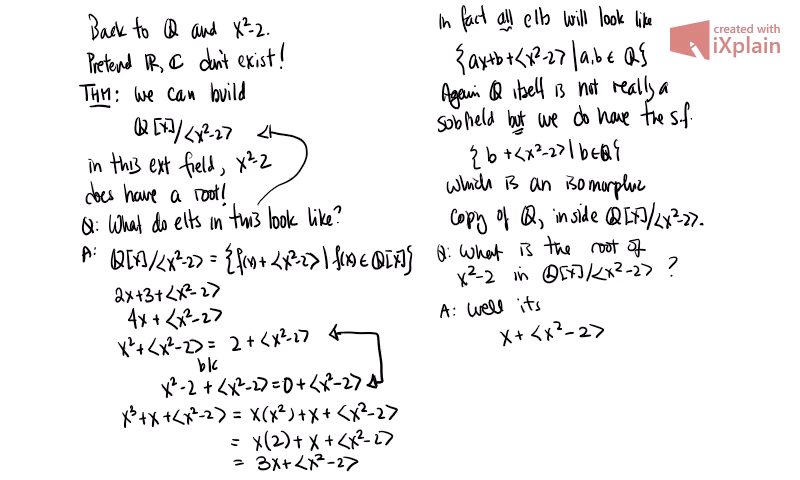 Back to ℚ and x²-2.
Pretend ℝ, ℂ don't exist!
THM: we can build
ℚ[x]/<x²-2>
in this ext field, x²-2
does have a root!
Q: What do elts in this look like?
A: ℚ[x]/<x²-2> = {f(x) + <x²-2> | f(x) ∈ ℚ[x]}
2x+3+<x²-2>
4x + <x²-2>
x² + <x²-2> = 2 + <x²-2>
b/c
x²-2 + <x²-2> = 0 + <x²-2>
x³+x+<x²-2> = x(x²)+x + <x²-2>
= x(2) + x + <x²-2>
= 3x+<x²-2>
In fact all elts will look like
{ax+b+<x²-2> | a,b ∈ ℚ}
Again ℚ itself is not really a
subfield but we do have the s.f.
{b + <x²-2> | b∈ℚ}
which is an isomorphic
copy of ℚ, inside ℚ[x]/<x²-2>.
Q: What is the root of
x²-2 in ℚ[x]/<x²-2> ?
A: Well its
x + <x²-2>
created with
iXplain